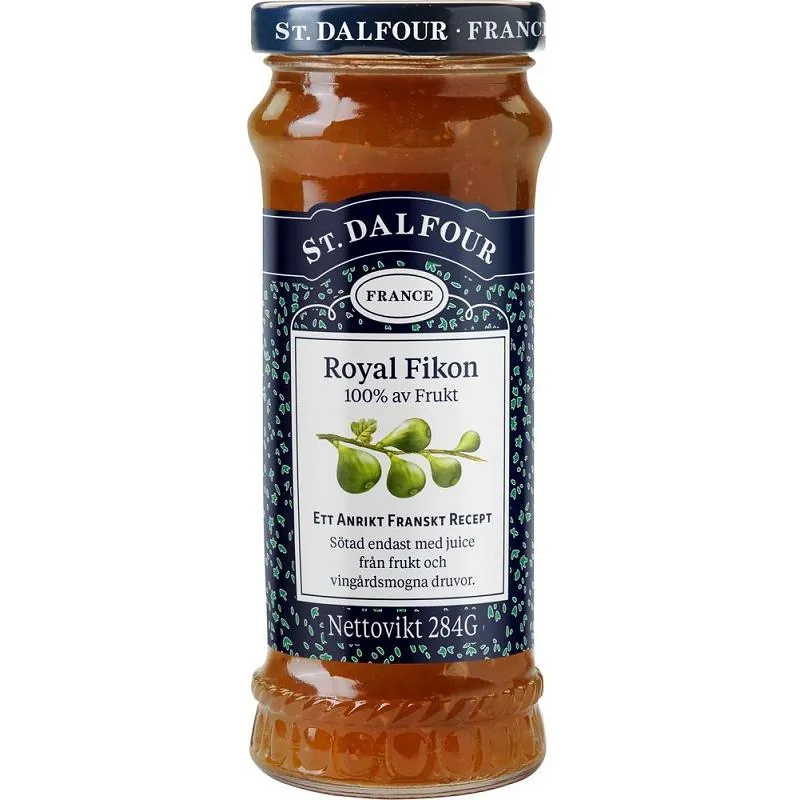 ST. DALFOUR · FRANC
ST. DALFOUR
FRANCE
Royal Fikon
100% av Frukt
ETT ANRIKT FRANSKT RECEPT
Sötad endast med juice
från frukt och
vingårdsmogna druvor.
Nettovikt 284G